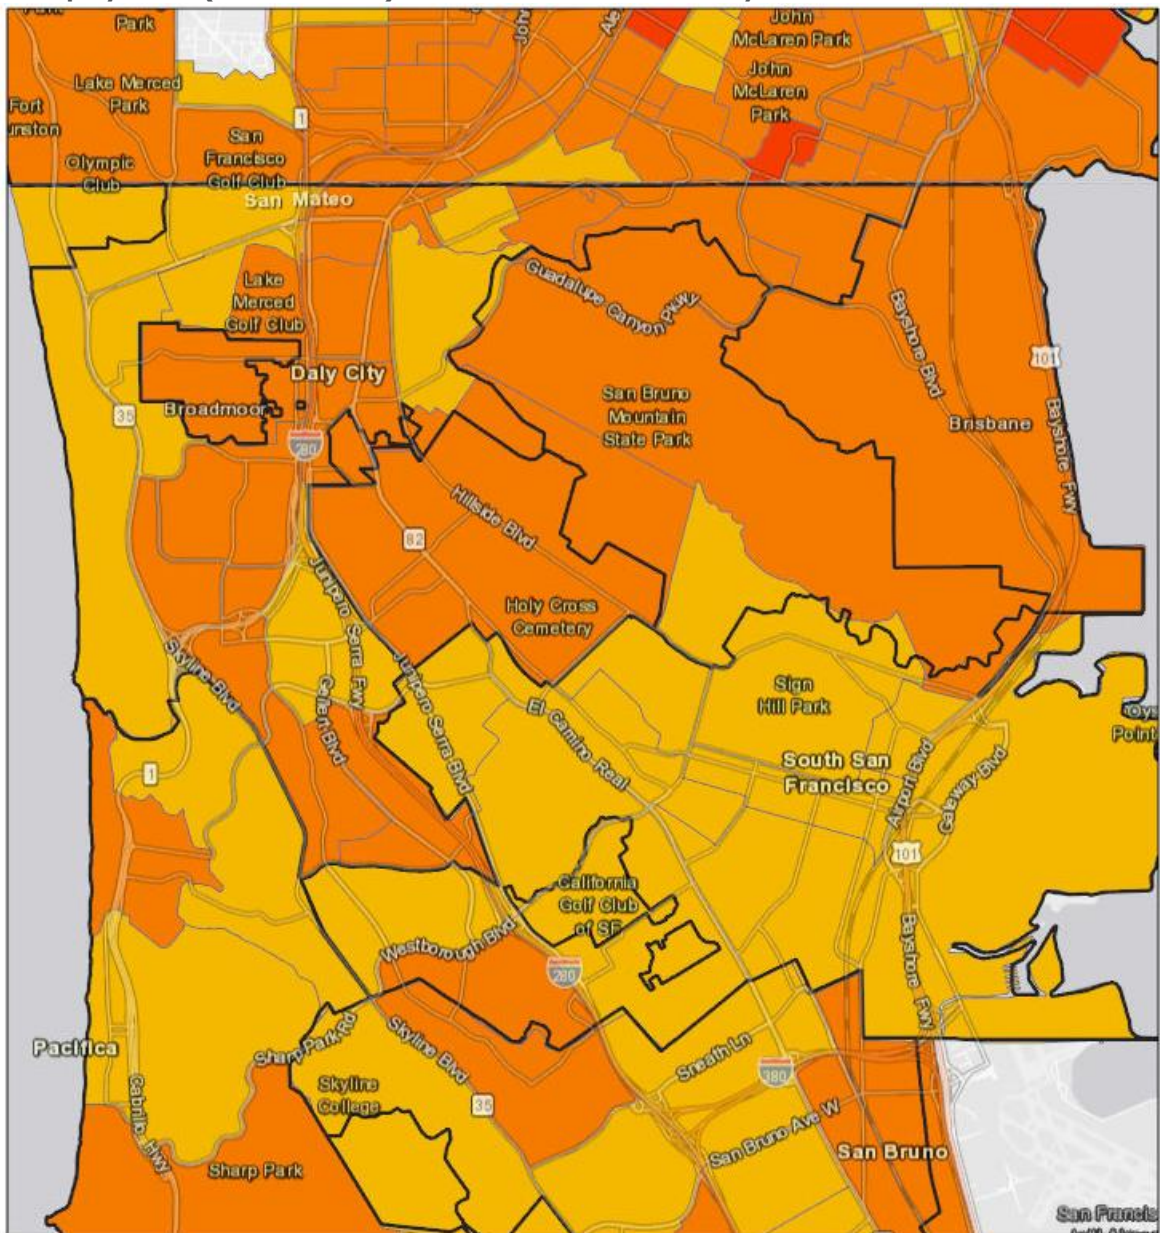 Park
John
McLaren Park
Lake Merced
Park
John
McLaren
Park
Fort
1
San
Francisco
Golf Club
Olympic
Club
San Mateo
Guadalupe Canyon Pkwy
Lake
Merced
Golf Club
Bayshore Blvd
101
Daly City
San Bruno
Mountain
State Park
Broadmoor
35
Brisbane
280
Bayshore Fwy
Hillside Blvd
82
Junipero Serra Fwy
Holy Cross
Cemetery
Skyline Blvd
Junipero Serra Blvd
Callan Blvd
Sign
Hill Park
El Camino Real
Point
1
South San
Francisco
Airport Blvd
Gateway Blvd
101
California
Golf Club
of SF
Westborough Blvd
280
Bayshore Fwy
Pacifica
Sharp Park Rd
Skyline Blvd
Sneath Ln
380
Skyline
College
35
Cabrillo Hwy
San Bruno Ave W
San Bruno
Sharp Park